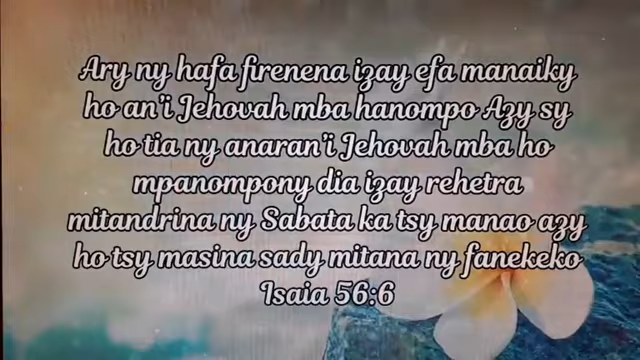 Ary ny hafa firenena izay efa manaiky
ho an'i Jehovah mba hanompo Azy sy
ho tia ny anaran'i Jehovah mba ho
mpanompony dia izay rehetra
mitandrina ny Sabata ka tsy manao azy
ho tsy masina sady mitana ny fanekeko
Isaia 56:6